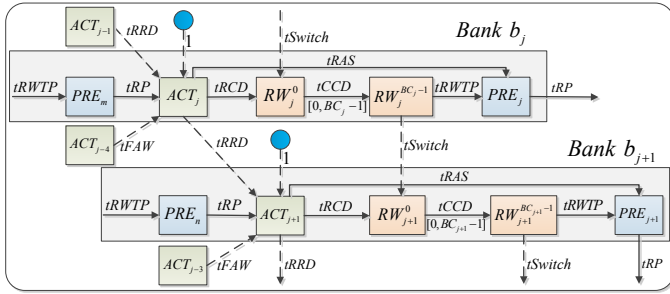 ACT_{j-1} tRRD 1 tSwitch Bank b_j
tRAS
tRWTP PRE_m tRP ACT_j tRCD RW_j^0 tCCD [0, BC_j -1] RW_j^{BC_j-1} tRWTP PRE_j tRP
ACT_{j-4} tFAW tRRD 1 tSwitch Bank b_{j+1}
tRAS
tRWTP PRE_n tRP ACT_{j+1} tRCD RW_{j+1}^0 tCCD [0, BC_{j+1} -1] RW_{j+1}^{BC_{j+1}-1} tRWTP PRE_{j+1}
ACT_{j-3} tFAW tRRD tSwitch tRP